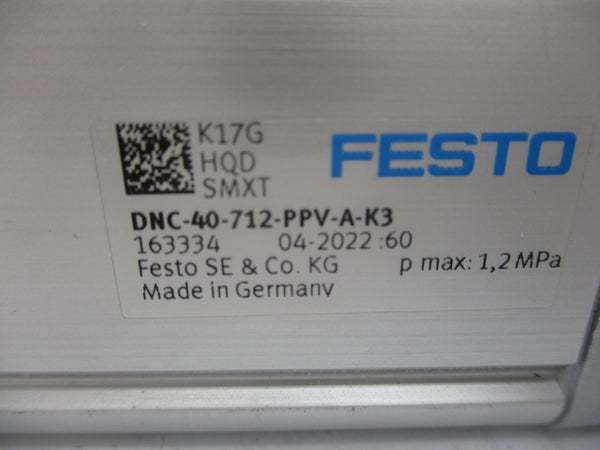 K17G
HQD
SMXT
FESTO
DNC-40-712-PPV-A-K3
163334 04-2022 :60
Festo SE & Co. KG p max: 1,2 MPa
Made in Germany